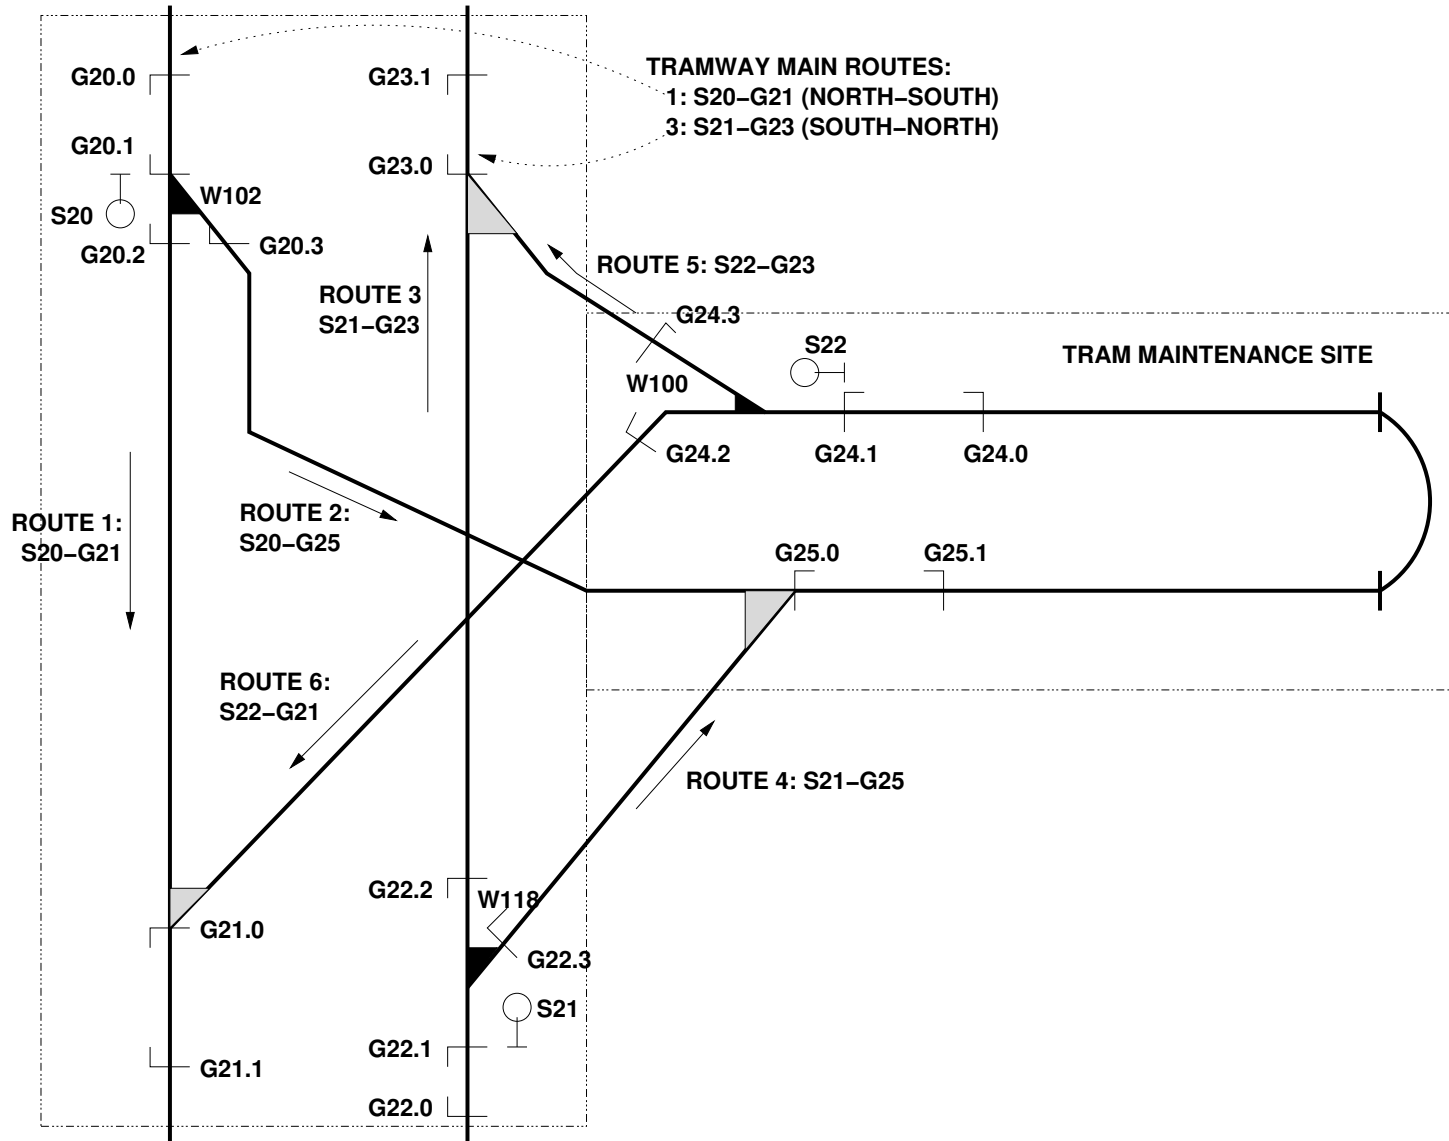 G20.0
G23.1
TRAMWAY MAIN ROUTES:
1: S20–G21 (NORTH–SOUTH)
3: S21–G23 (SOUTH–NORTH)
G20.1
G23.0
W102
S20
G20.2
G20.3
ROUTE 5: S22–G23
ROUTE 3
S21–G23
G24.3
S22
TRAM MAINTENANCE SITE
W100
G24.2
G24.1
G24.0
ROUTE 1:
S20–G21
ROUTE 2:
S20–G25
G25.0
G25.1
ROUTE 6:
S22–G21
ROUTE 4: S21–G25
G22.2
W118
G21.0
G22.3
S21
G22.1
G21.1
G22.0